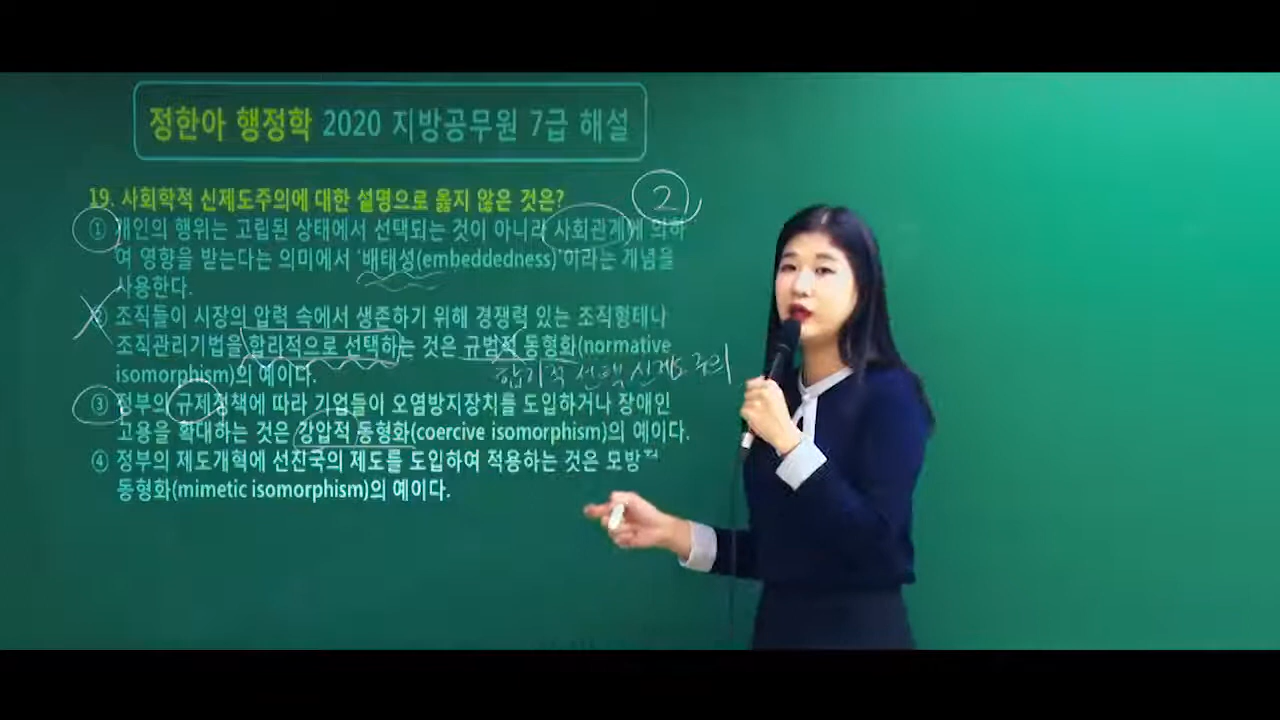 정한아 행정학 2020 지방공무원 7급 해설
19. 사회학적 신제도주의에 대한 설명으로 옳지 않은 것은?
2
① 개인의 행위는 고립된 상태에서 선택되는 것이 아니라 사회관계에 의하
여 영향을 받는다는 의미에서 '배태성(embeddedness)'이라는 개념을
사용한다.
② 조직들이 시장의 압력 속에서 생존하기 위해 경쟁력 있는 조직형태나
조직관리기법을 합리적으로 선택하는 것은 규범적 동형화(normative
isomorphism)의 예이다.
합리적 선택 신제도주의
③ 정부의 규제정책에 따라 기업들이 오염방지장치를 도입하거나 장애인
고용을 확대하는 것은 강압적 동형화(coercive isomorphism)의 예이다.
④ 정부의 제도개혁에 선진국의 제도를 도입하여 적용하는 것은 모방적
동형화(mimetic isomorphism)의 예이다.